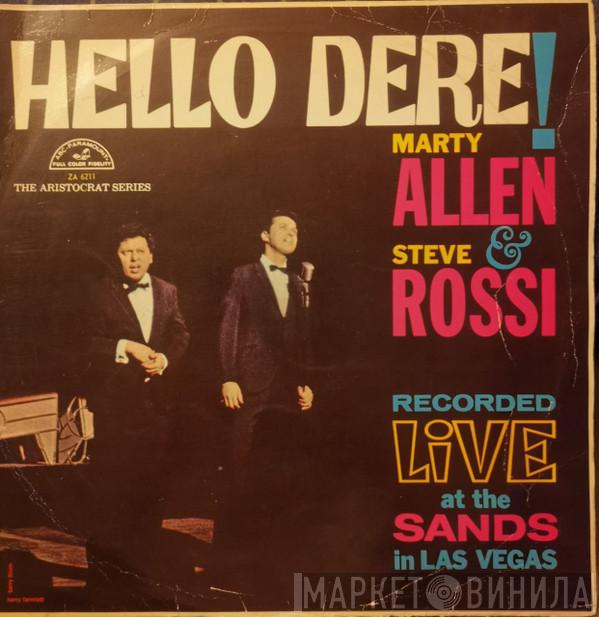 HELLO DERE!
ABC-PARAMOUNT
FULL COLOR FIDELITY
ZA 6211
THE ARISTOCRAT SERIES
MARTY
ALLEN
&
STEVE
ROSSI
RECORDED
LiVE
at the
SANDS
in LAS VEGAS
МАРКЕТ ВИНИЛА